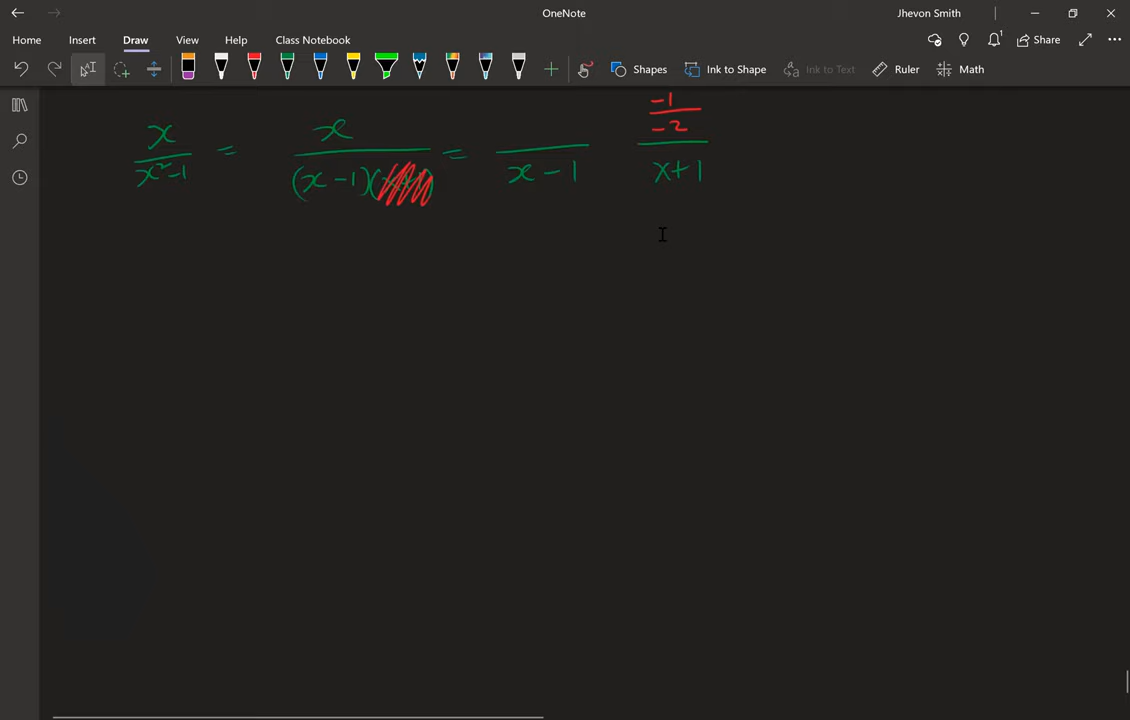 OneNote
Jhevon Smith
Home Insert Draw View Help Class Notebook
1
Share
Shapes
Ink to Shape
Ink to Text
Ruler
Math
x/(x²-1) = x/((x-1)( = /(x-1) (-1/-2)/(x+1)